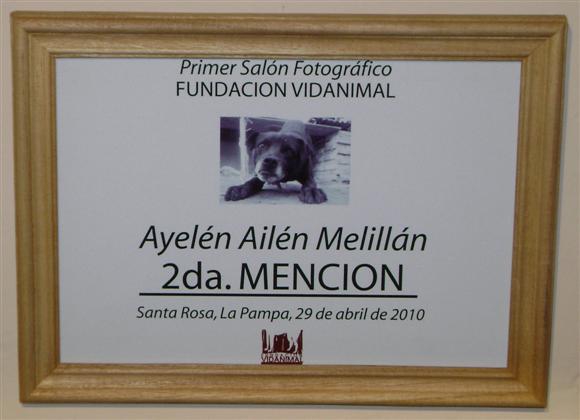 Primer Salón Fotográfico
FUNDACION VIDANIMAL
Ayelén Ailén Melillán
2da. MENCION
Santa Rosa, La Pampa, 29 de abril de 2010
VIDANIMAL